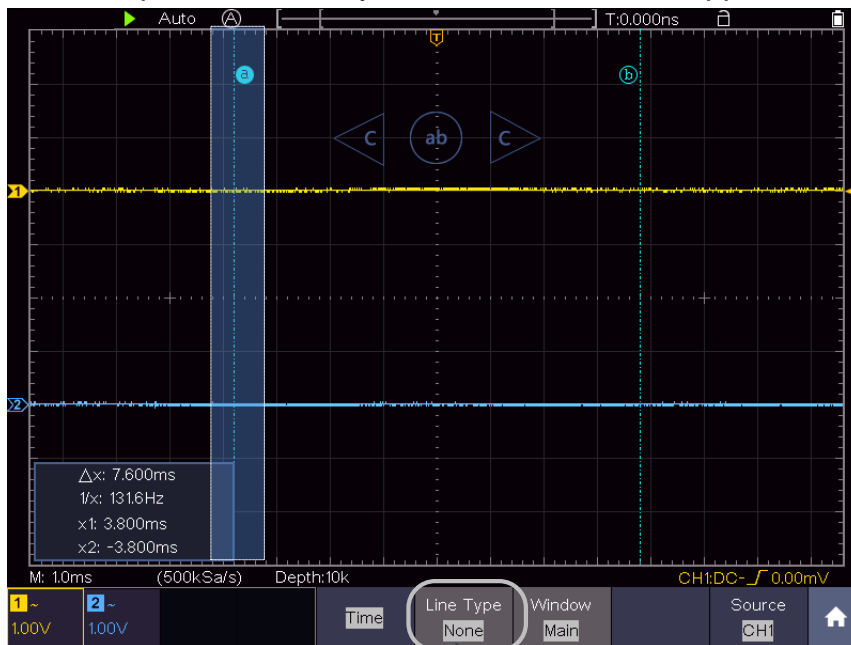 Auto A T:0.000ns
T
a b
C ab C
1
2
△x: 7.600ms
1/x: 131.6Hz
x1: 3.800ms
x2: -3.800ms
M: 1.0ms (500kSa/s) Depth:10k CH1:DC- 0.00mV
1 ~ 2 ~ Line Type Window Source
1.00V 1.00V Time None Main CH1